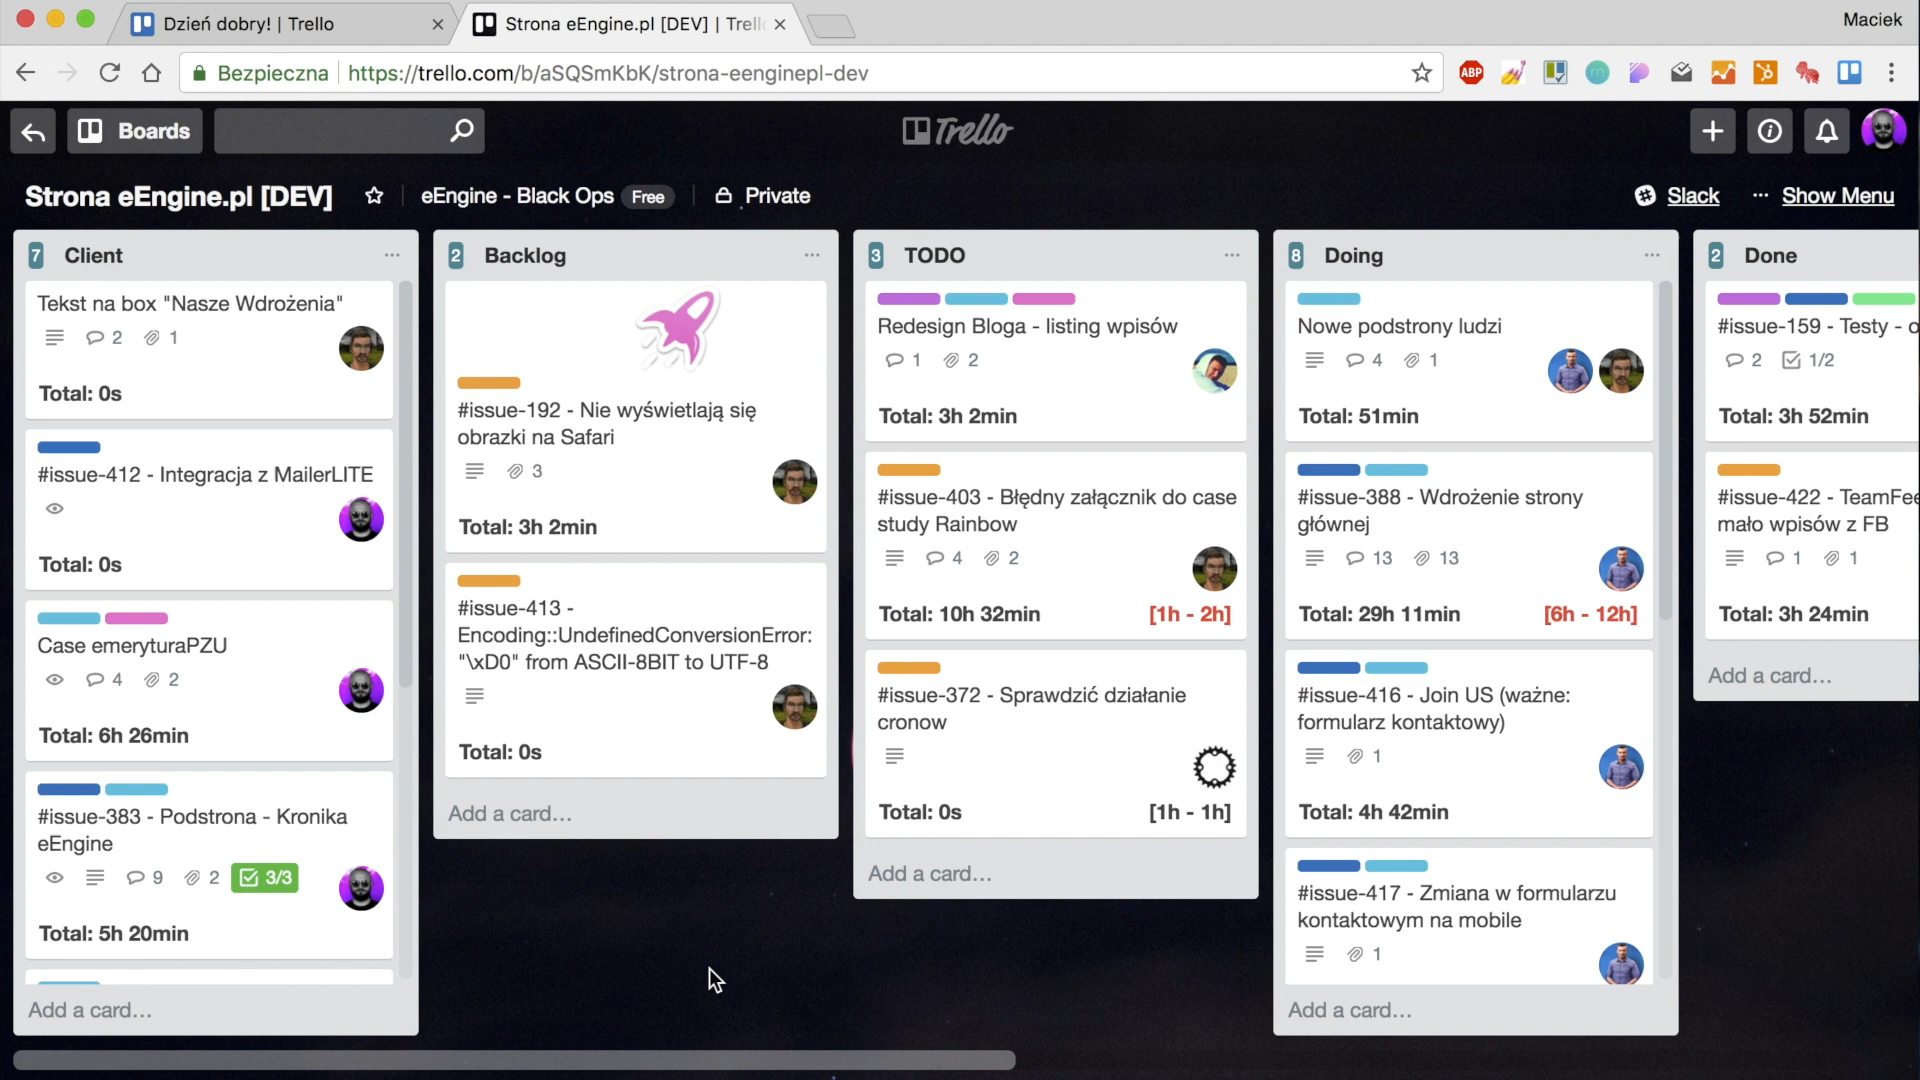 Dzień dobry! | Trello
Strona eEngine.pl [DEV] | Trell
Maciek
Bezpieczna
https://trello.com/b/aSQSmKbK/strona-eenginepl-dev
ABP
m
Boards
Trello
Strona eEngine.pl [DEV]
eEngine - Black Ops
Free
Private
Slack
··· Show Menu
7 Client
Tekst na box "Nasze Wdrożenia"
2 1
Total: 0s
#issue-412 - Integracja z MailerLITE
Total: 0s
Case emeryturaPZU
4 2
Total: 6h 26min
#issue-383 - Podstrona - Kronika
eEngine
9 2 3/3
Total: 5h 20min
Add a card…
2 Backlog
#issue-192 - Nie wyświetlają się
obrazki na Safari
3
Total: 3h 2min
#issue-413 -
Encoding::UndefinedConversionError:
"\xD0" from ASCII-8BIT to UTF-8
Total: 0s
Add a card…
3 TODO
Redesign Bloga - listing wpisów
1 2
Total: 3h 2min
#issue-403 - Błędny załącznik do case
study Rainbow
4 2
Total: 10h 32min [1h - 2h]
#issue-372 - Sprawdzić działanie
cronow
Total: 0s [1h - 1h]
Add a card…
8 Doing
Nowe podstrony ludzi
4 1
Total: 51min
#issue-388 - Wdrożenie strony
głównej
13 13
Total: 29h 11min [6h - 12h]
#issue-416 - Join US (ważne:
formularz kontaktowy)
1
Total: 4h 42min
#issue-417 - Zmiana w formularzu
kontaktowym na mobile
1
Add a card…
2 Done
#issue-159 - Testy - o
2 1/2
Total: 3h 52min
#issue-422 - TeamFee
mało wpisów z FB
1 1
Total: 3h 24min
Add a card…